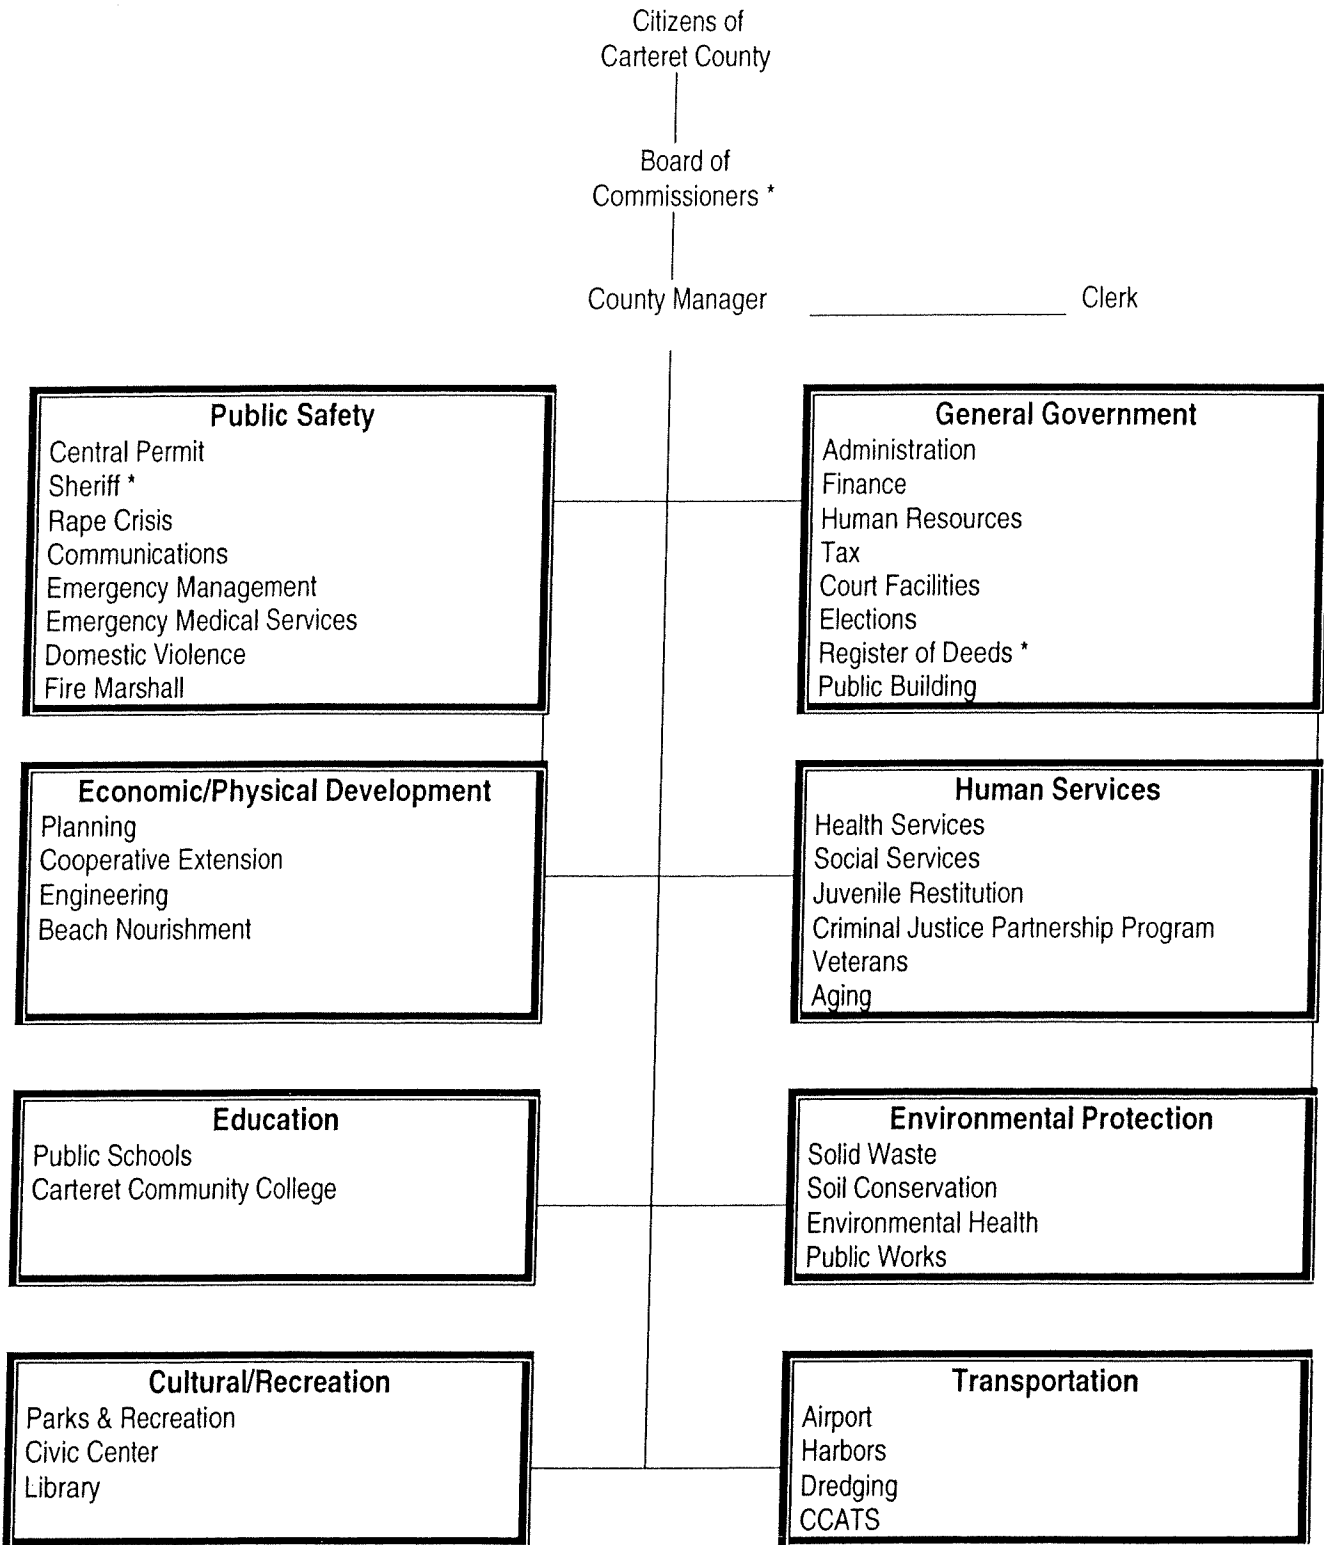 Citizens of
Carteret County
Board of
Commissioners *
County Manager
Clerk
Public Safety
Central Permit
Sheriff *
Rape Crisis
Communications
Emergency Management
Emergency Medical Services
Domestic Violence
Fire Marshall
General Government
Administration
Finance
Human Resources
Tax
Court Facilities
Elections
Register of Deeds *
Public Building
Economic/Physical Development
Planning
Cooperative Extension
Engineering
Beach Nourishment
Human Services
Health Services
Social Services
Juvenile Restitution
Criminal Justice Partnership Program
Veterans
Aging
Education
Public Schools
Carteret Community College
Environmental Protection
Solid Waste
Soil Conservation
Environmental Health
Public Works
Cultural/Recreation
Parks & Recreation
Civic Center
Library
Transportation
Airport
Harbors
Dredging
CCATS